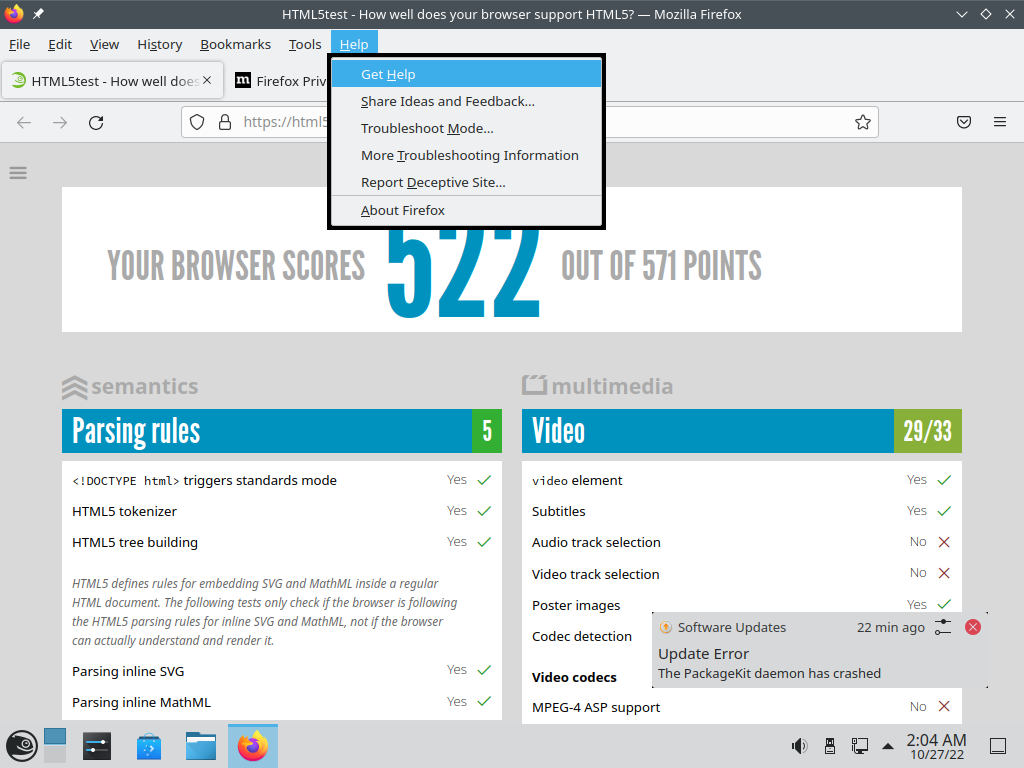 HTML5test - How well does your browser support HTML5? — Mozilla Firefox
File Edit View History Bookmarks Tools Help
HTML5test - How well does
m Firefox Priv
https://html5
Get Help
Share Ideas and Feedback...
Troubleshoot Mode...
More Troubleshooting Information
Report Deceptive Site...
About Firefox
YOUR BROWSER SCORES 522 OUT OF 571 POINTS
semantics
Parsing rules 5
<!DOCTYPE html> triggers standards mode Yes
HTML5 tokenizer Yes
HTML5 tree building Yes
HTML5 defines rules for embedding SVG and MathML inside a regular
HTML document. The following tests only check if the browser is following
the HTML5 parsing rules for inline SVG and MathML, not if the browser
can actually understand and render it.
Parsing inline SVG Yes
Parsing inline MathML Yes
multimedia
Video 29/33
video element Yes
Subtitles Yes
Audio track selection No
Video track selection No
Poster images Yes
Codec detection
Video codecs
MPEG-4 ASP support No
Software Updates 22 min ago
Update Error
The PackageKit daemon has crashed
2:04 AM
10/27/22